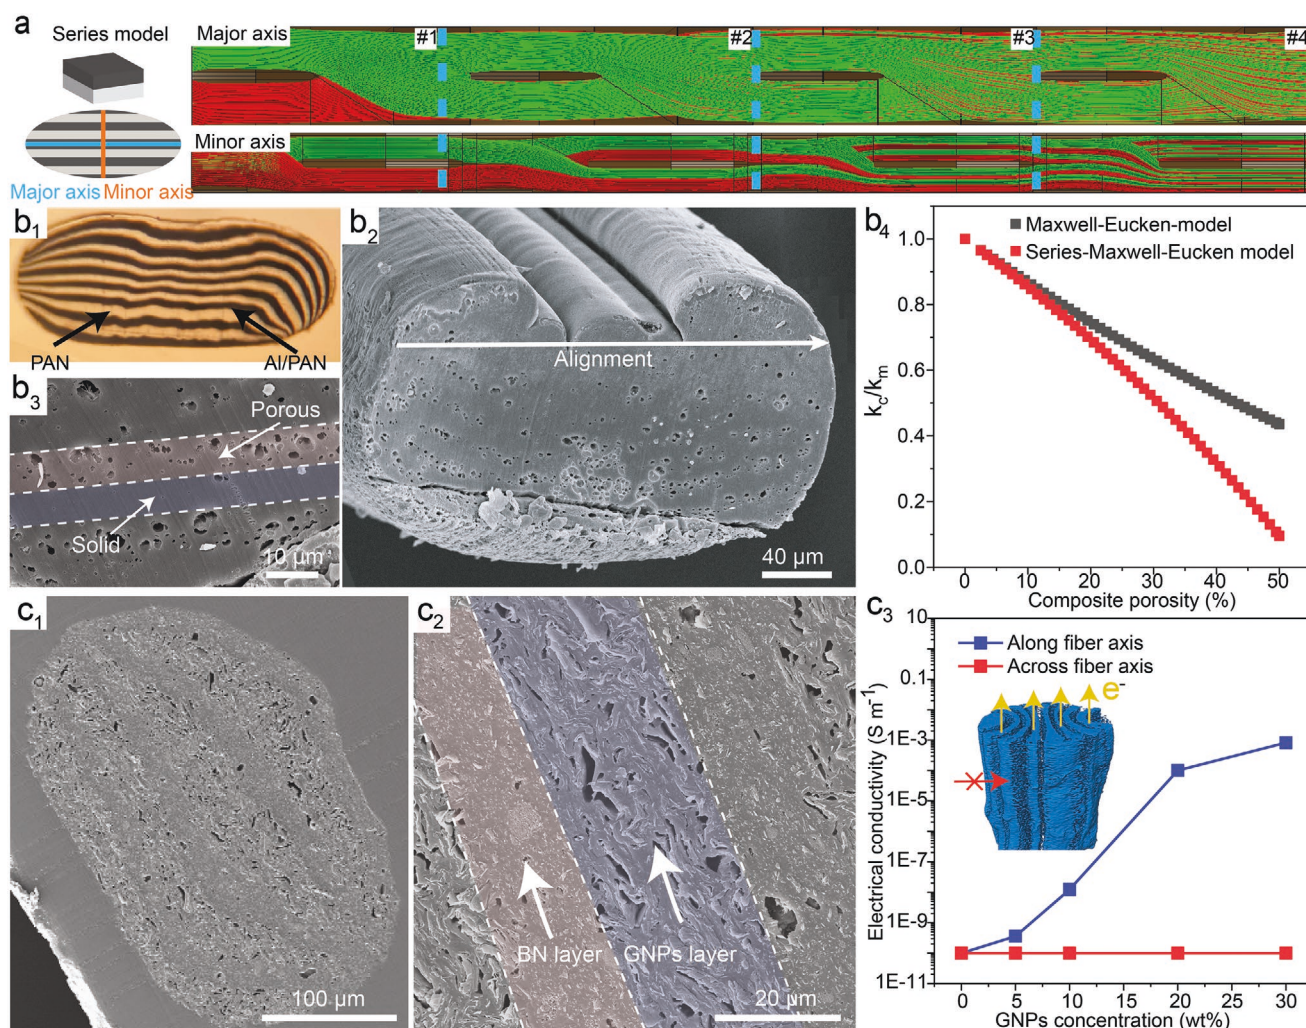 a
Series model
Major axis
#1
#2
#3
#4
Minor axis
Major axis Minor axis
b1
PAN
Al/PAN
b2
Alignment
40 µm
b3
Porous
Solid
10 µm
b4
Maxwell-Eucken-model
Series-Maxwell-Eucken model
kc/km
1.0
0.8
0.6
0.4
0.2
0.0
0 10 20 30 40 50
Composite porosity (%)
c1
100 µm
c2
BN layer
GNPs layer
20 µm
c3
Along fiber axis
Across fiber axis
e-
Electrical conductivity (S m-1)
10
.1
1E-3
1E-5
1E-7
1E-9
1E-11
0 5 10 20 30
GNPs concentration (wt%)